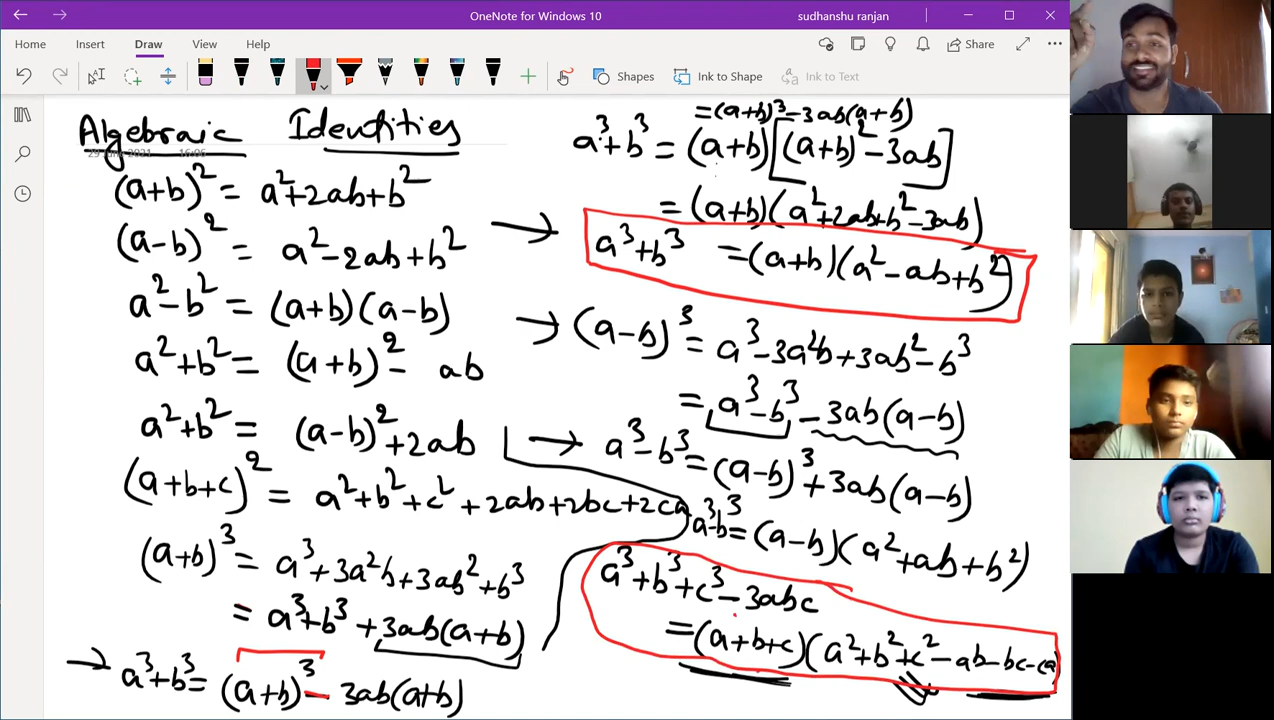 OneNote for Windows 10
sudhanshu ranjan
Home Insert Draw View Help
Share
Shapes Ink to Shape Ink to Text
Algebraic Identities
29 June 2021 16:06
(a+b)² = a²+2ab+b²
(a-b)² = a²-2ab+b²
a²-b² = (a+b)(a-b)
a²+b² = (a+b)² - ab
a²+b² = (a-b)²+2ab
(a+b+c)² = a²+b²+c²+2ab+2bc+2ca
(a+b)³ = a³+3a²b+3ab²+b³
= a³+b³+3ab(a+b)
→ a³+b³ = (a+b)³ - 3ab(a+b)
=(a+b)³-3ab(a+b)
a³+b³ = (a+b)[(a+b)²-3ab]
= (a+b)(a²+2ab+b²-3ab)
→ a³+b³ =(a+b)(a²-ab+b²)
→ (a-b)³ = a³-3a²b+3ab²-b³
= a³-b³-3ab(a-b)
→ a³-b³=(a-b)³+3ab(a-b)
a³-b³=(a-b)(a²+ab+b²)
a³+b³+c³-3abc
=(a+b+c)(a²+b²+c²-ab-bc-ca)